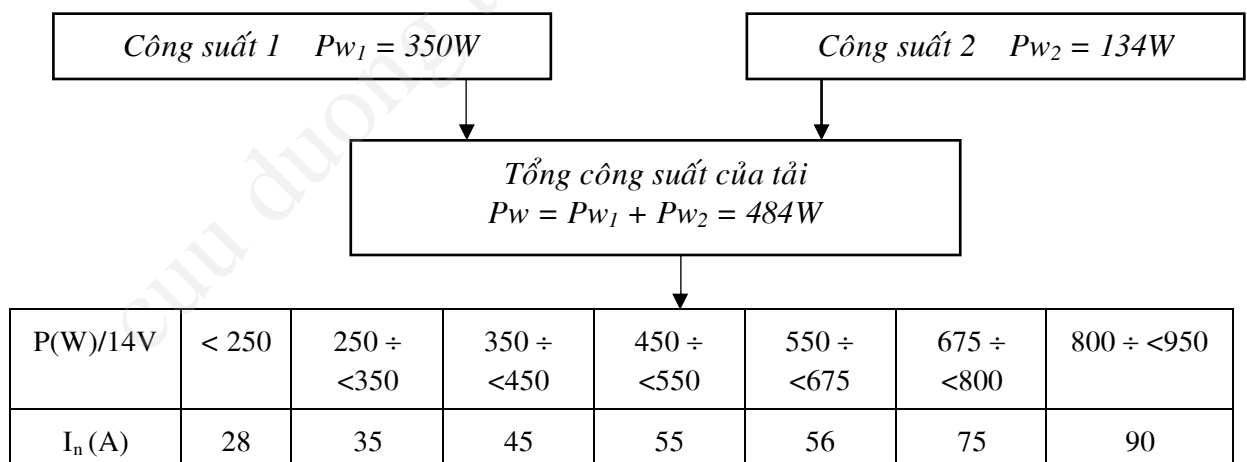 Công suất 1 Pw1 = 350W
Công suất 2 Pw2 = 134W
Tổng công suất của tải
Pw = Pw1 + Pw2 = 484W
P(W)/14V < 250 250 ÷ <350 350 ÷ <450 450 ÷ <550 550 ÷ <675 675 ÷ <800 800 ÷ <950
In (A) 28 35 45 55 56 75 90
cuu duong